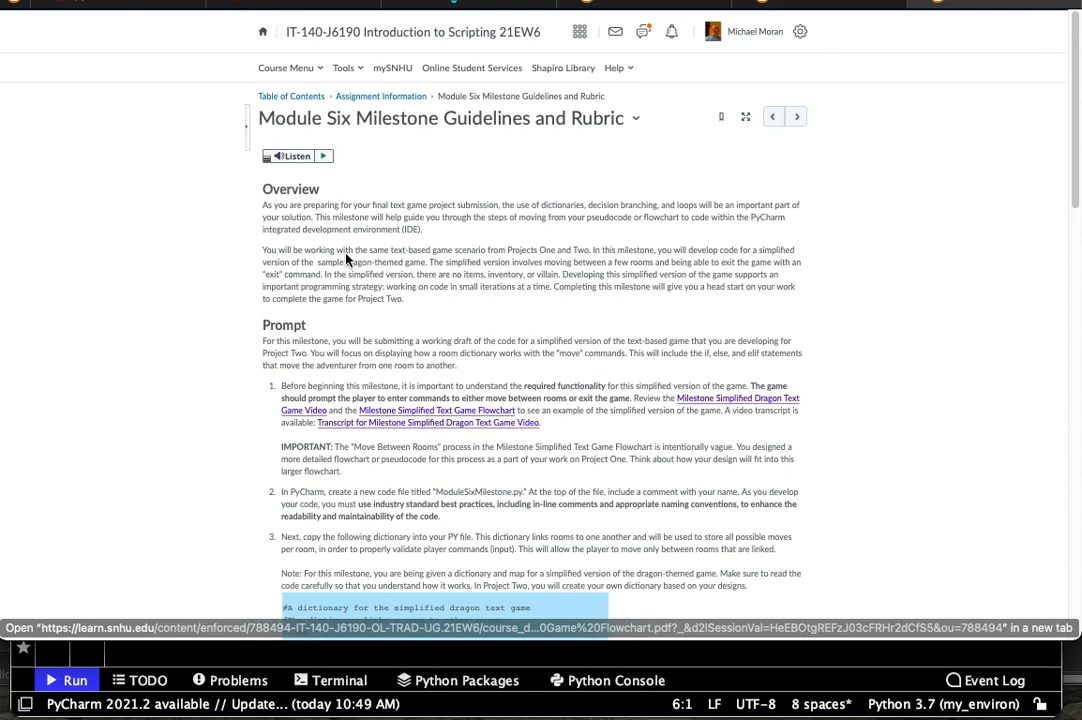 IT-140-J6190 Introduction to Scripting 21EW6
Michael Moran
Course Menu Tools mySNHU Online Student Services Shapiro Library Help
Table of Contents › Assignment Information › Module Six Milestone Guidelines and Rubric
Module Six Milestone Guidelines and Rubric
Listen
Overview
As you are preparing for your final text game project submission, the use of dictionaries, decision branching, and loops will be an important part of
your solution. This milestone will help guide you through the steps of moving from your pseudocode or flowchart to code within the PyCharm
integrated development environment (IDE).
You will be working with the same text-based game scenario from Projects One and Two. In this milestone, you will develop code for a simplified
version of the sample dragon-themed game. The simplified version involves moving between a few rooms and being able to exit the game with an
"exit" command. In the simplified version, there are no items, inventory, or villain. Developing this simplified version of the game supports an
important programming strategy: working on code in small iterations at a time. Completing this milestone will give you a head start on your work
to complete the game for Project Two.
Prompt
For this milestone, you will be submitting a working draft of the code for a simplified version of the text-based game that you are developing for
Project Two. You will focus on displaying how a room dictionary works with the "move" commands. This will include the if, else, and elif statements
that move the adventurer from one room to another.
1. Before beginning this milestone, it is important to understand the required functionality for this simplified version of the game. The game
should prompt the player to enter commands to either move between rooms or exit the game. Review the Milestone Simplified Dragon Text
Game Video and the Milestone Simplified Text Game Flowchart to see an example of the simplified version of the game. A video transcript is
available: Transcript for Milestone Simplified Dragon Text Game Video.
IMPORTANT: The "Move Between Rooms" process in the Milestone Simplified Text Game Flowchart is intentionally vague. You designed a
more detailed flowchart or pseudocode for this process as a part of your work on Project One. Think about how your design will fit into this
larger flowchart.
2. In PyCharm, create a new code file titled "ModuleSixMilestone.py." At the top of the file, include a comment with your name. As you develop
your code, you must use industry standard best practices, including in-line comments and appropriate naming conventions, to enhance the
readability and maintainability of the code.
3. Next, copy the following dictionary into your PY file. This dictionary links rooms to one another and will be used to store all possible moves
per room, in order to properly validate player commands (input). This will allow the player to move only between rooms that are linked.
Note: For this milestone, you are being given a dictionary and map for a simplified version of the dragon-themed game. Make sure to read the
code carefully so that you understand how it works. In Project Two, you will create your own dictionary based on your designs.
#A dictionary for the simplified dragon text game
Open "https://learn.snhu.edu/content/enforced/788494-IT-140-J6190-OL-TRAD-UG.21EW6/course_d...0Game%20Flowchart.pdf?_&d2lSessionVal=HeEBOtgREFzJ03cFRHr2dCfS5&ou=788494" in a new tab
Run TODO Problems Terminal Python Packages Python Console Event Log
PyCharm 2021.2 available // Update... (today 10:49 AM) 6:1 LF UTF-8 8 spaces* Python 3.7 (my_environ)